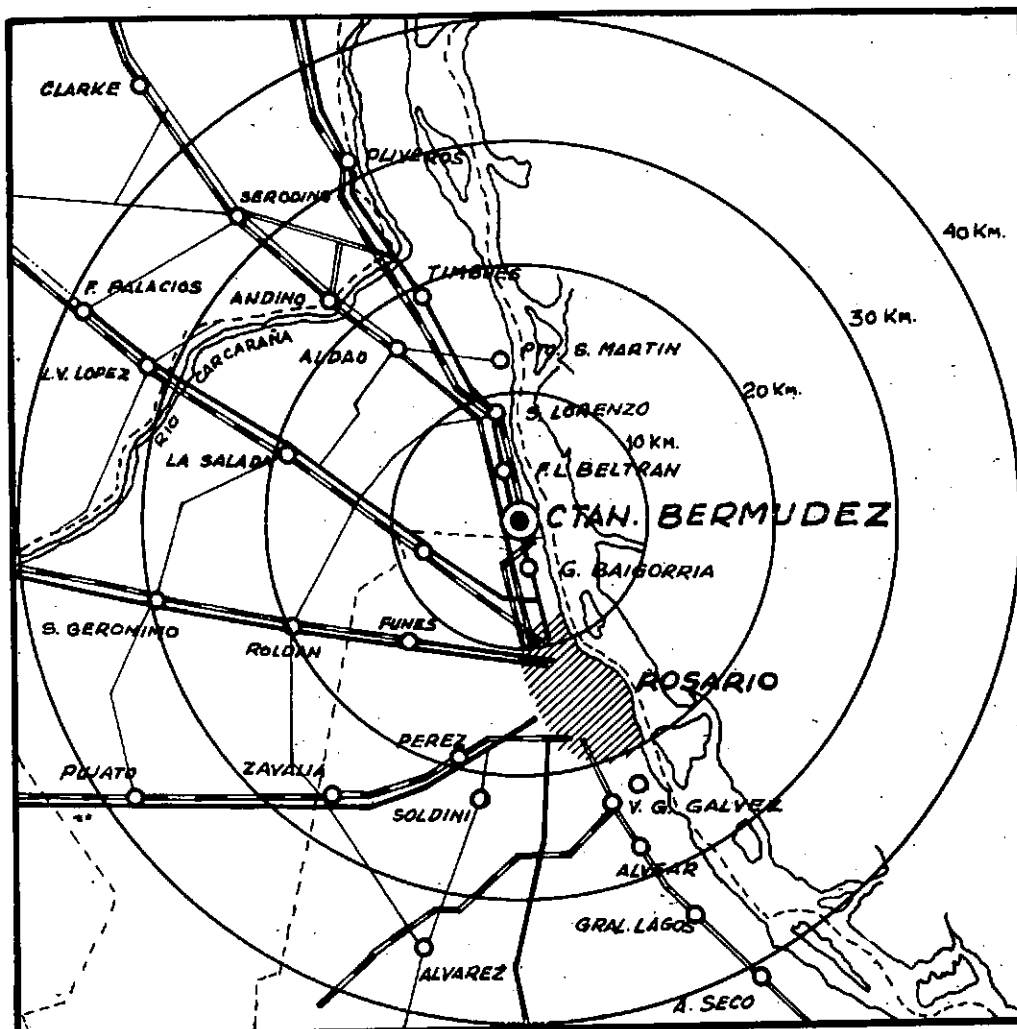 CLARKE
OLIVEROS
SERODINO
40 KM.
F. PALACIOS
ANDINO
TIMBUES
30 KM.
ALDAO
PTO. S. MARTIN
L.V. LOPEZ
RIO CARCARAÑA
20 KM.
S. LORENZO
10 KM.
LA SALADA
F.L. BELTRAN
CTAN. BERMUDEZ
G. BAIGORRIA
S. GERONIMO
ROLDAN
FUNES
ROSARIO
PEREZ
PUJATO
ZAVALLA
SOLDINI
V. G. GALVEZ
ALVEAR
GRAL. LAGOS
ALVAREZ
A. SECO